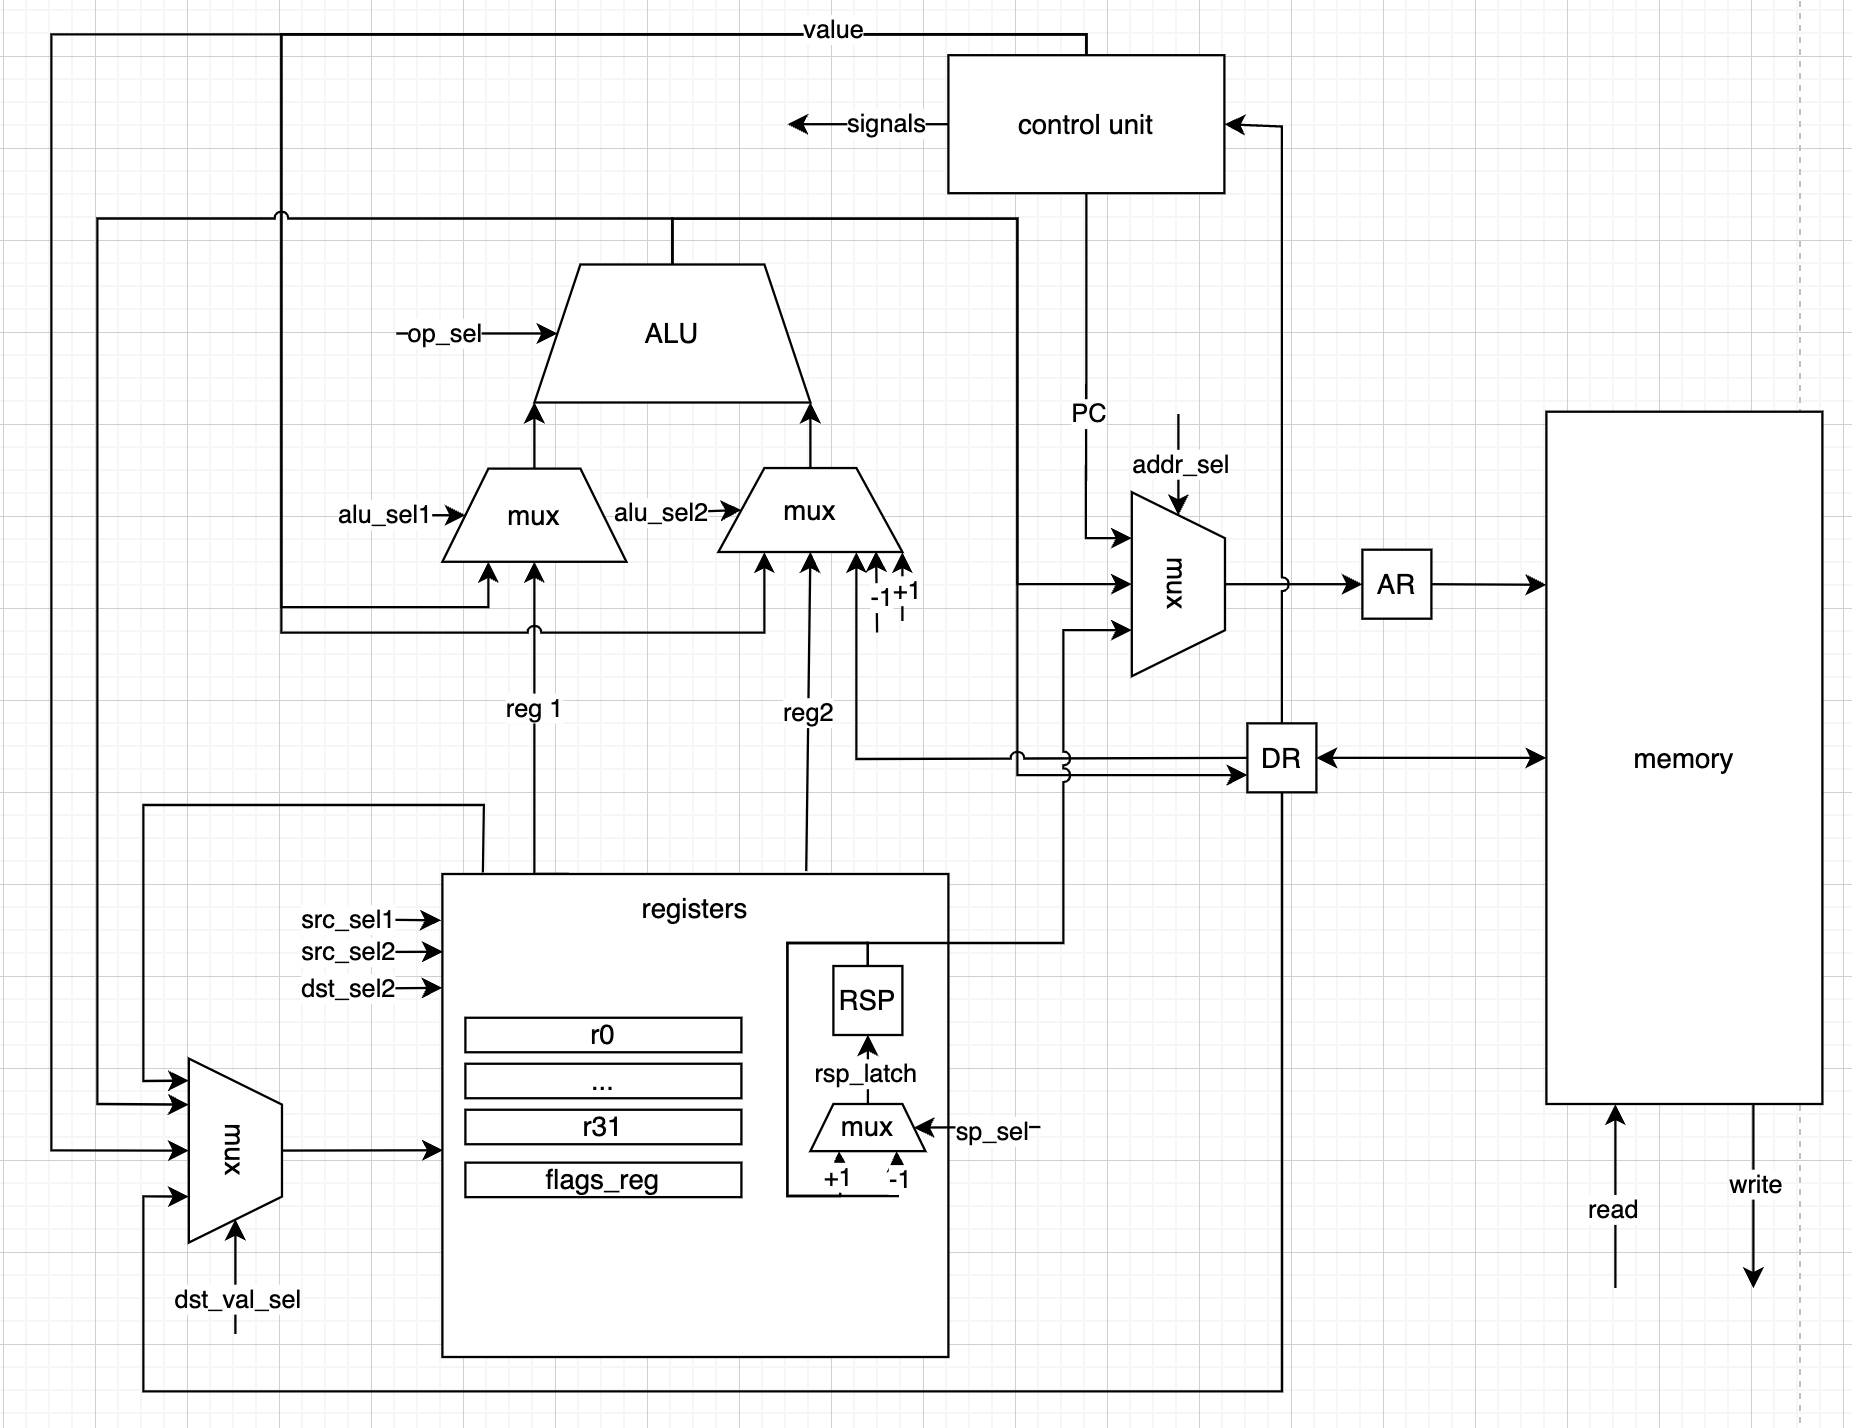 value
control unit
signals
ALU
op_sel
PC
addr_sel
mux
alu_sel1
mux
alu_sel2
mux
-1
+1
AR
reg 1
reg2
DR
memory
registers
src_sel1
src_sel2
dst_sel2
RSP
r0
rsp_latch
...
r31
mux
sp_sel
mux
flags_reg
+1
-1
dst_val_sel
read
write